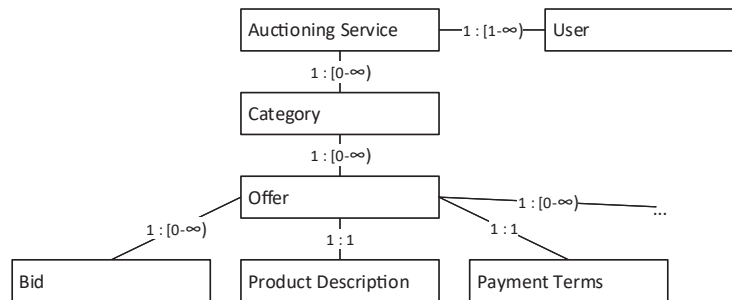 Auctioning Service
1 : [1-∞)
User
1 : [0-∞)
Category
1 : [0-∞)
Offer
1 : [0-∞)
...
1 : [0-∞)
1 : 1
1 : 1
Bid
Product Description
Payment Terms